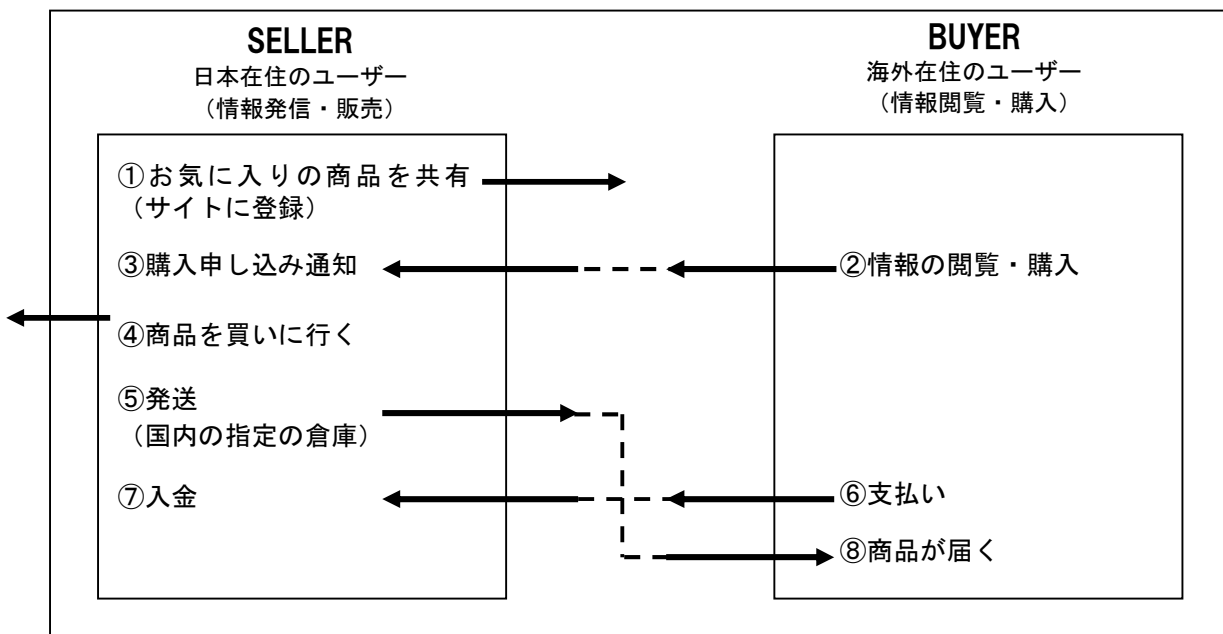 SELLER
日本在住のユーザー
（情報発信・販売）
BUYER
海外在住のユーザー
（情報閲覧・購入）
①お気に入りの商品を共有
（サイトに登録）
③購入申し込み通知
②情報の閲覧・購入
④商品を買いに行く
⑤発送
（国内の指定の倉庫）
⑦入金
⑥支払い
⑧商品が届く